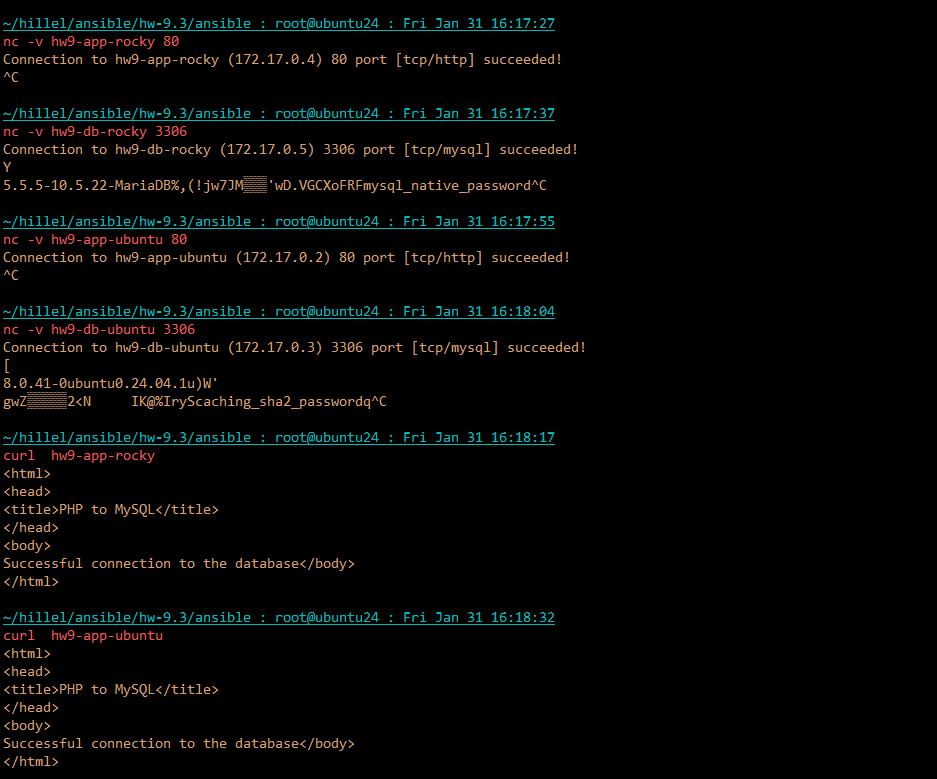 ~/hillel/ansible/hw-9.3/ansible : root@ubuntu24 : Fri Jan 31 16:17:27
nc -v hw9-app-rocky 80
Connection to hw9-app-rocky (172.17.0.4) 80 port [tcp/http] succeeded!
^C
~/hillel/ansible/hw-9.3/ansible : root@ubuntu24 : Fri Jan 31 16:17:37
nc -v hw9-db-rocky 3306
Connection to hw9-db-rocky (172.17.0.5) 3306 port [tcp/mysql] succeeded!
Y
5.5.5-10.5.22-MariaDB%,(!jw7JM▒▒▒'wD.VGCXoFRFmysql_native_password^C
~/hillel/ansible/hw-9.3/ansible : root@ubuntu24 : Fri Jan 31 16:17:55
nc -v hw9-app-ubuntu 80
Connection to hw9-app-ubuntu (172.17.0.2) 80 port [tcp/http] succeeded!
^C
~/hillel/ansible/hw-9.3/ansible : root@ubuntu24 : Fri Jan 31 16:18:04
nc -v hw9-db-ubuntu 3306
Connection to hw9-db-ubuntu (172.17.0.3) 3306 port [tcp/mysql] succeeded!
[
8.0.41-0ubuntu0.24.04.1u)W'
gwZ▒▒▒▒▒2<N     IK@%IryScaching_sha2_passwordq^C
~/hillel/ansible/hw-9.3/ansible : root@ubuntu24 : Fri Jan 31 16:18:17
curl  hw9-app-rocky
<html>
<head>
<title>PHP to MySQL</title>
</head>
<body>
Successful connection to the database</body>
</html>
~/hillel/ansible/hw-9.3/ansible : root@ubuntu24 : Fri Jan 31 16:18:32
curl  hw9-app-ubuntu
<html>
<head>
<title>PHP to MySQL</title>
</head>
<body>
Successful connection to the database</body>
</html>